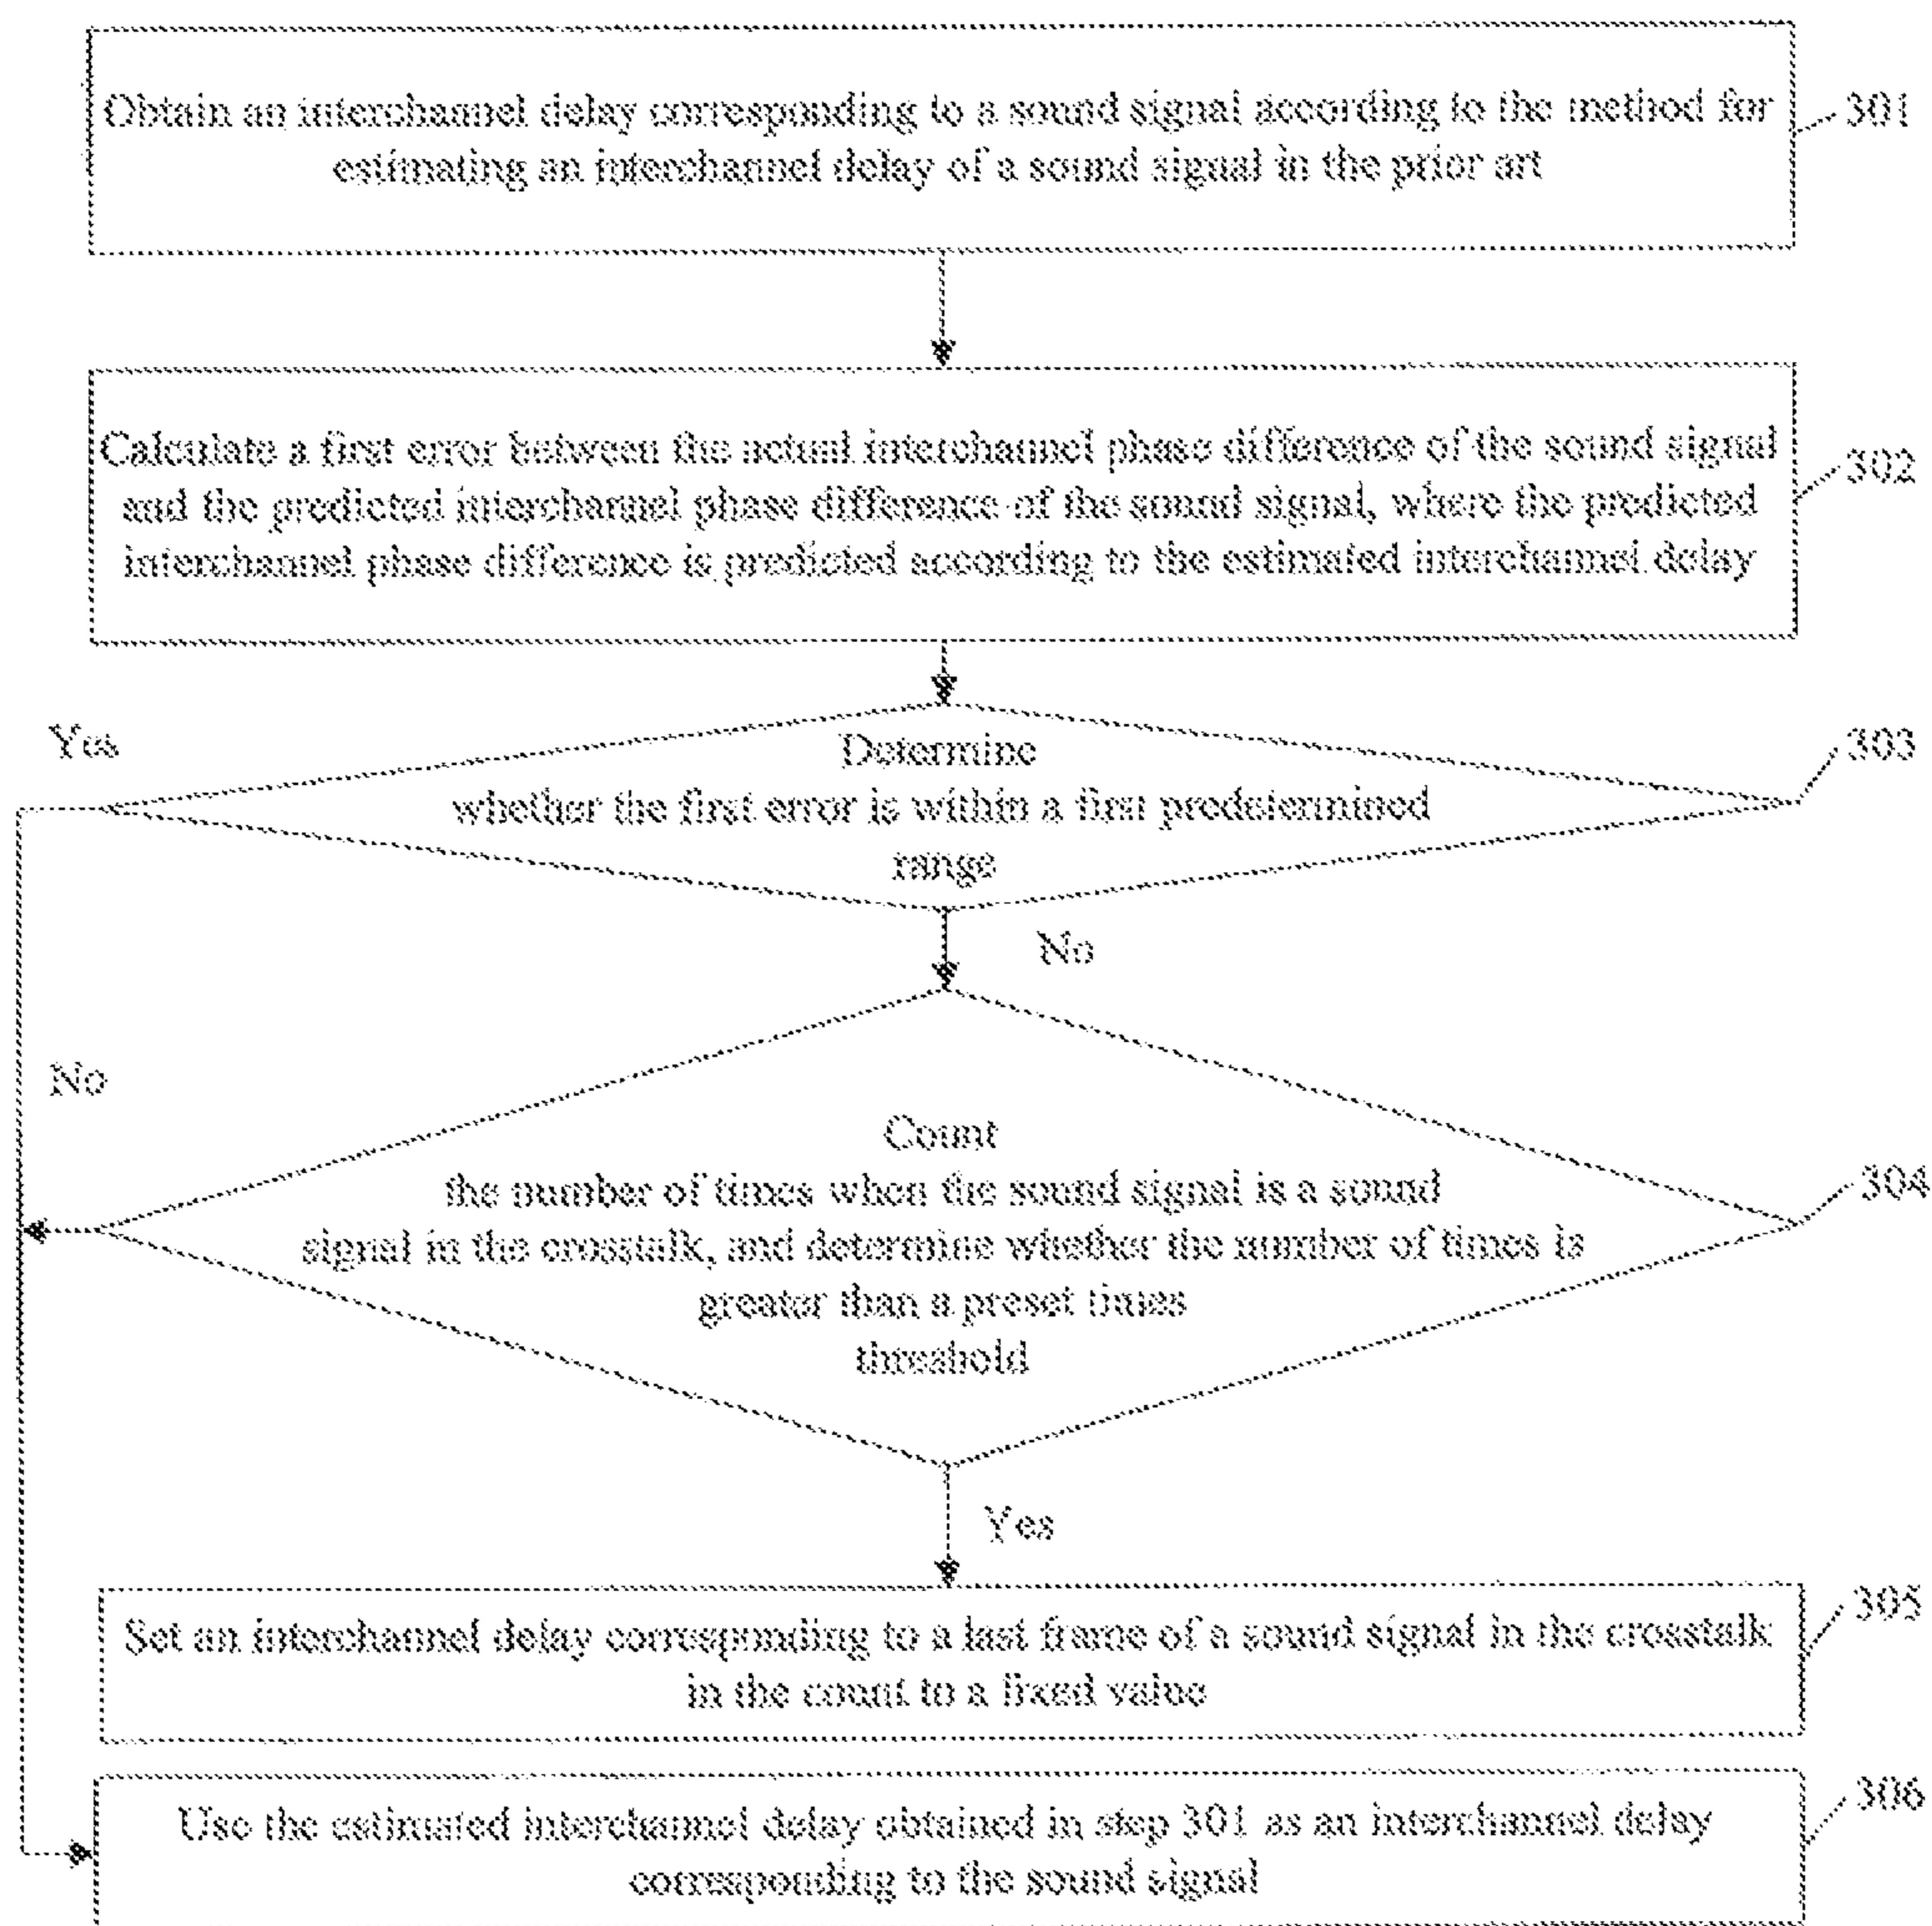 Obtain an interchannel delay corresponding to a sound signal according to the method for
estimating an interchannel delay of a sound signal in the prior art
301
Calculate a first error between the actual interchannel phase difference of the sound signal
and the predicted interchannel phase difference of the sound signal, where the predicted
interchannel phase difference is predicted according to the estimated interchannel delay
302
Yes
Determine
whether the first error is within a first predetermined
range
303
No
No
Count
the number of times when the sound signal is a sound
signal in the crosstalk, and determine whether the number of times is
greater than a preset times
threshold
304
Yes
Set an interchannel delay corresponding to a last frame of a sound signal in the crosstalk
in the count to a fixed value
305
Use the estimated interchannel delay obtained in step 301 as an interchannel delay
corresponding to the sound signal
306